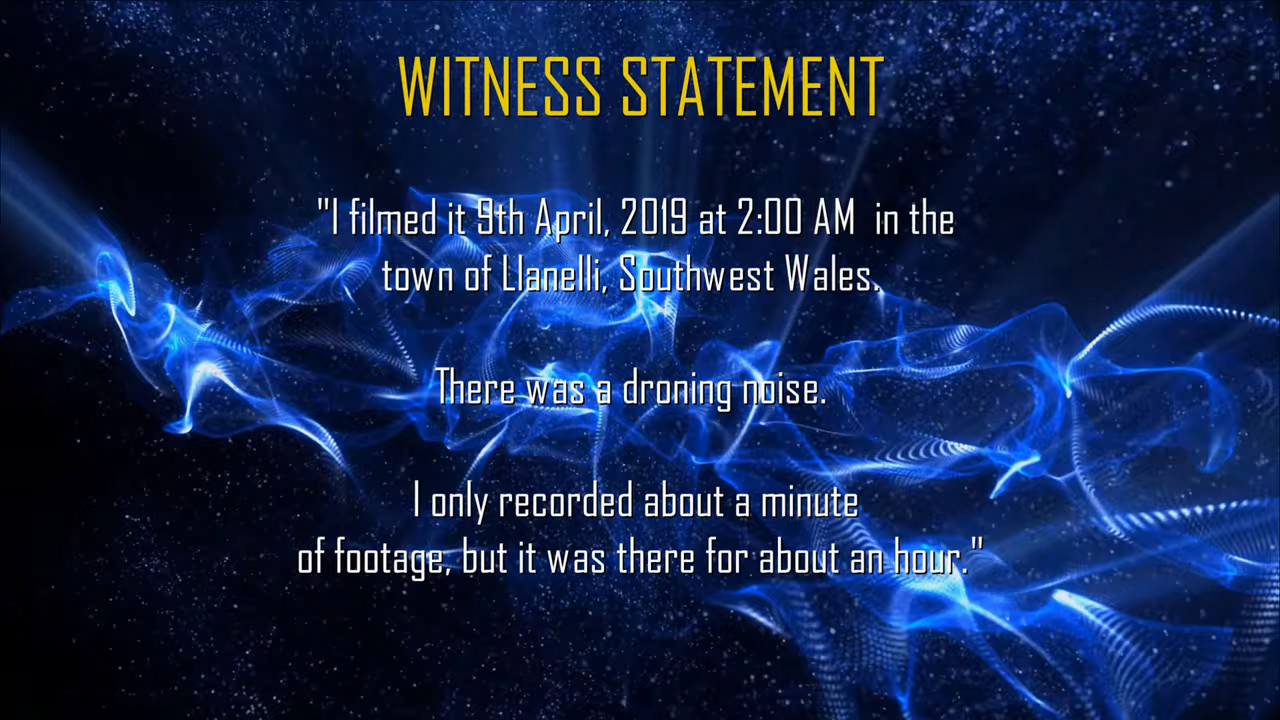 WITNESS STATEMENT
"I filmed it 9th April, 2019 at 2:00 AM in the
town of Llanelli, Southwest Wales.
There was a droning noise.
I only recorded about a minute
of footage, but it was there for about an hour."